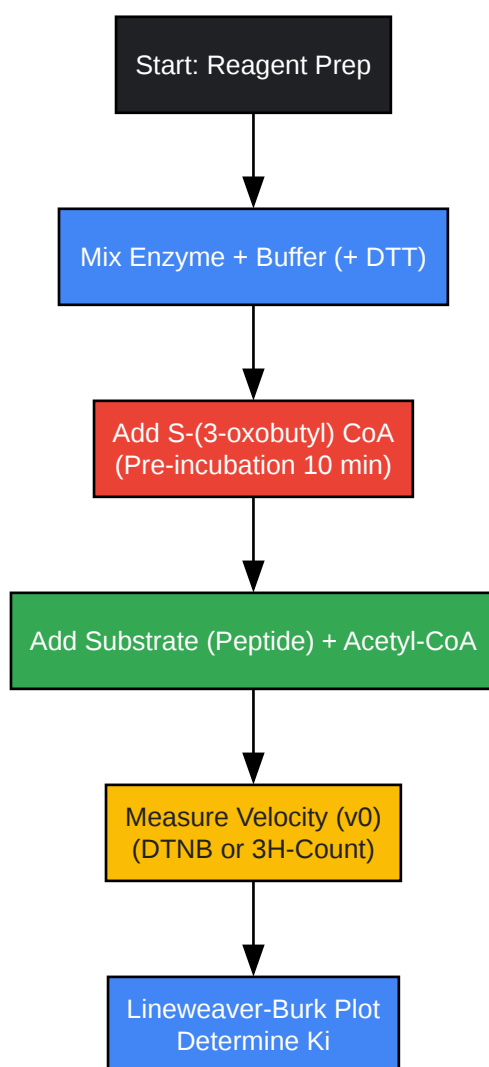 Start: Reagent Prep
Mix Enzyme + Buffer (+ DTT)
Add S-(3-oxobutyl) CoA
(Pre-incubation 10 min)
Add Substrate (Peptide) + Acetyl-CoA
Measure Velocity (v0)
(DTNB or 3H-Count)
Lineweaver-Burk Plot
Determine Ki